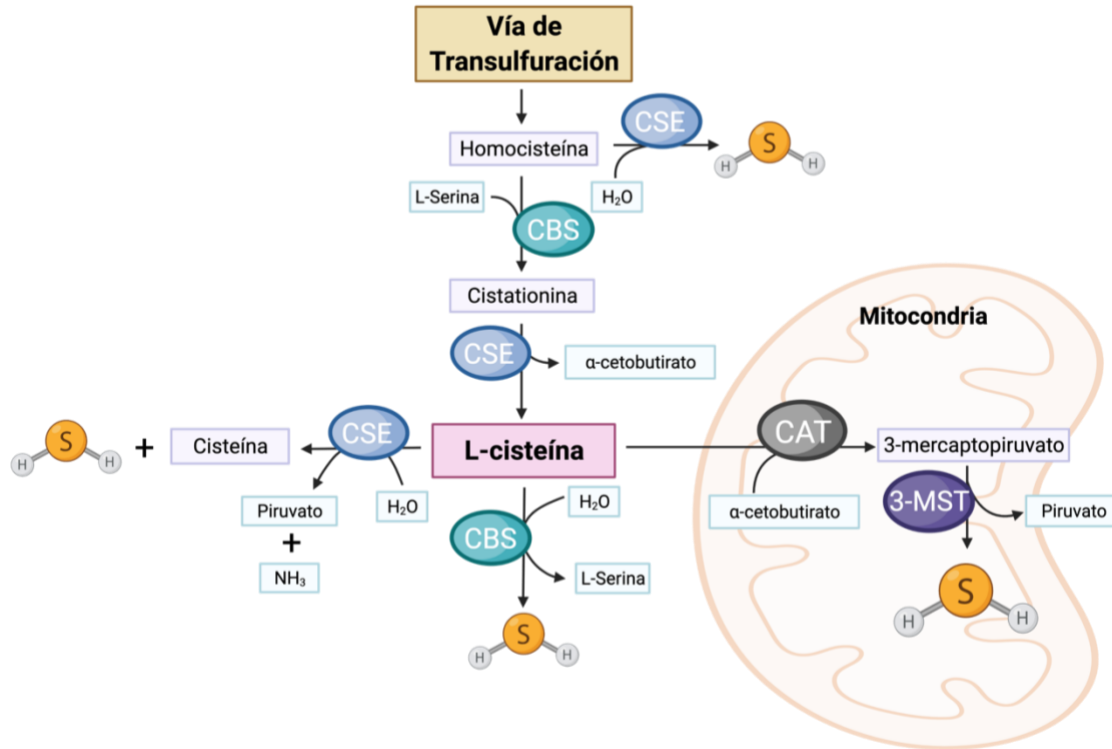 Vía de
Transulfuración
CSE
S
H H
Homocisteína
L-Serina
H₂O
CBS
Cistationina
Mitocondria
CSE
α-cetobutirato
S
H H
+
Cisteína
CSE
L-cisteína
CAT
3-mercaptopiruvato
Piruvato
H₂O
H₂O
α-cetobutirato
3-MST
Piruvato
+
CBS
NH₃
L-Serina
S
H H
S
H H